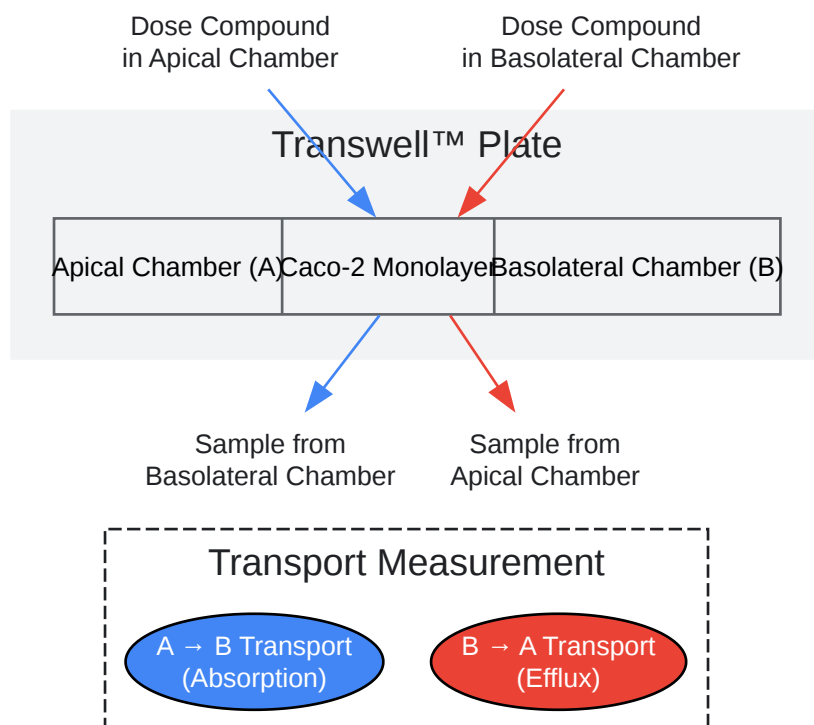 Dose Compound
in Apical Chamber
Dose Compound
in Basolateral Chamber
Transwell™ Plate
Apical Chamber (A)
Caco-2 Monolayer
Basolateral Chamber (B)
Sample from
Basolateral Chamber
Sample from
Apical Chamber
Transport Measurement
A → B Transport
(Absorption)
B → A Transport
(Efflux)